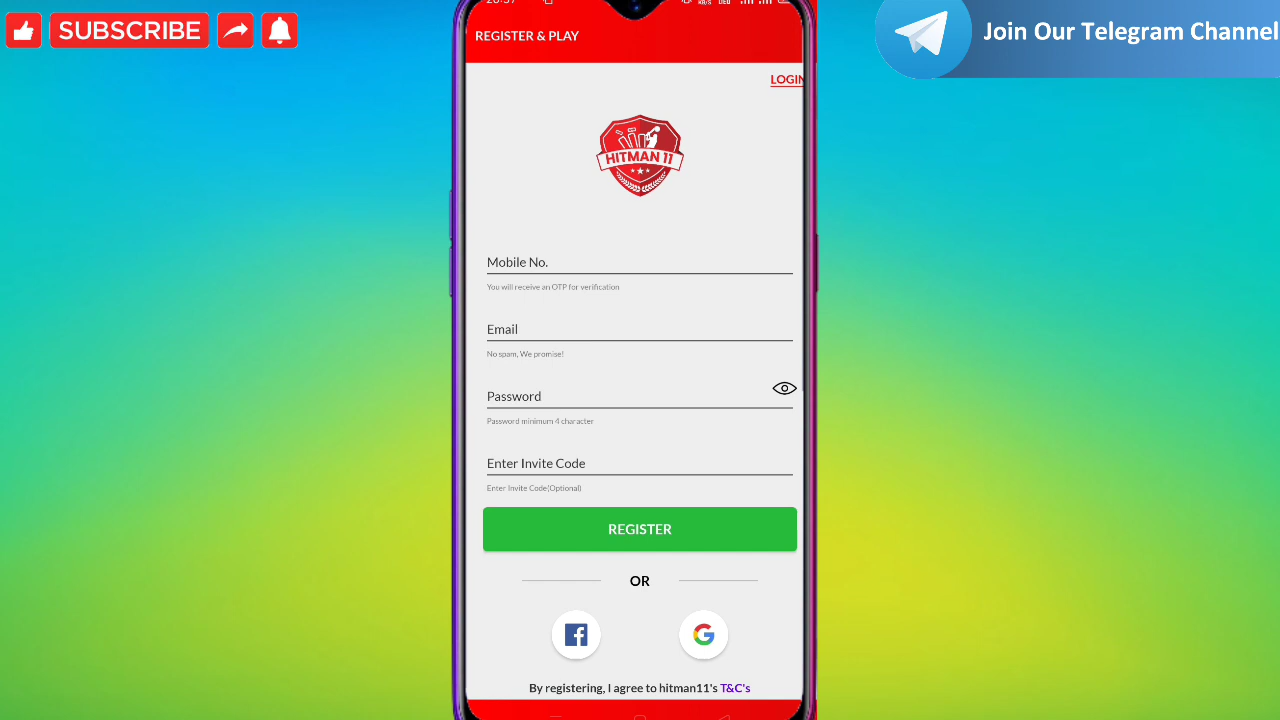 SUBSCRIBE
Join Our Telegram Channel
20:57
REGISTER & PLAY
LOGIN
HITMAN 11
Mobile No.
You will receive an OTP for verification
Email
No spam, We promise!
Password
Password minimum 4 character
Enter Invite Code
Enter Invite Code(Optional)
REGISTER
OR
By registering, I agree to hitman11's T&C's